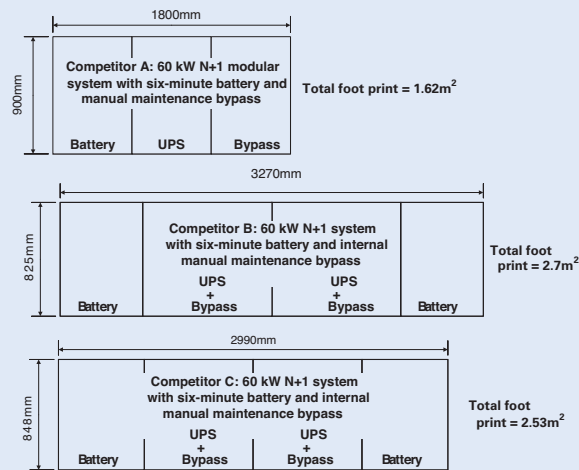 1800mm
900mm
Competitor A: 60 kW N+1 modular
system with six-minute battery and
manual maintenance bypass
Battery UPS Bypass
Total foot print = 1.62m²
3270mm
825mm
Competitor B: 60 kW N+1 system
with six-minute battery and internal
manual maintenance bypass
UPS UPS
+ +
Battery Bypass Bypass Battery
Total foot
print = 2.7m²
2990mm
848mm
Competitor C: 60 kW N+1 system
with six-minute battery and internal
manual maintenance bypass
UPS UPS
+ +
Battery Bypass Bypass Battery
Total foot
print = 2.53m²